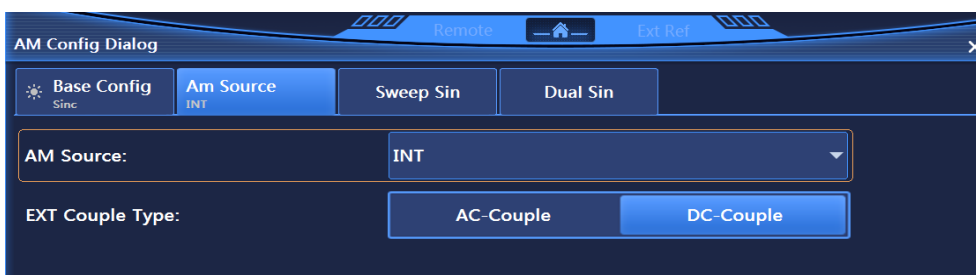 Remote
Ext Ref
AM Config Dialog
Base Config
Sinc
Am Source
INT
Sweep Sin
Dual Sin
AM Source:
INT
EXT Couple Type:
AC-Couple
DC-Couple